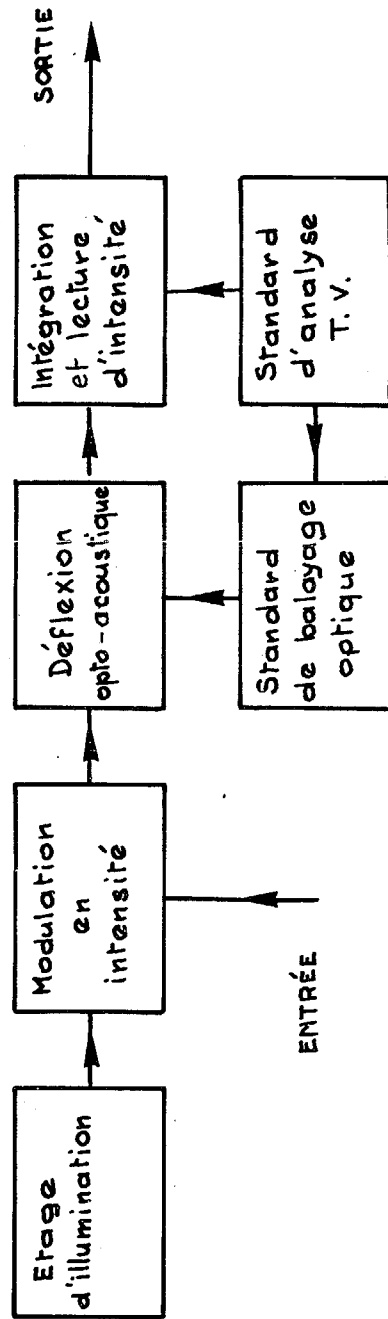 Etage
d'illumination
Modulation
en
intensité
ENTRÉE
Déflexion
opto-acoustique
Intégration
et lecture
d'intensité
SORTIE
Standard
de balayage
optique
Standard
d'analyse
T.V.